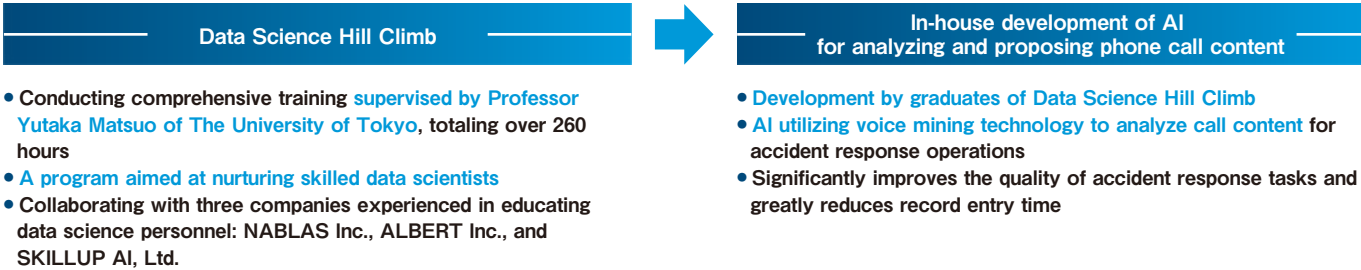 Data Science Hill Climb
• Conducting comprehensive training supervised by Professor
Yutaka Matsuo of The University of Tokyo, totaling over 260
hours
• A program aimed at nurturing skilled data scientists
• Collaborating with three companies experienced in educating
data science personnel: NABLAS Inc., ALBERT Inc., and
SKILLUP AI, Ltd.
In-house development of AI
for analyzing and proposing phone call content
• Development by graduates of Data Science Hill Climb
• AI utilizing voice mining technology to analyze call content for
accident response operations
• Significantly improves the quality of accident response tasks and
greatly reduces record entry time